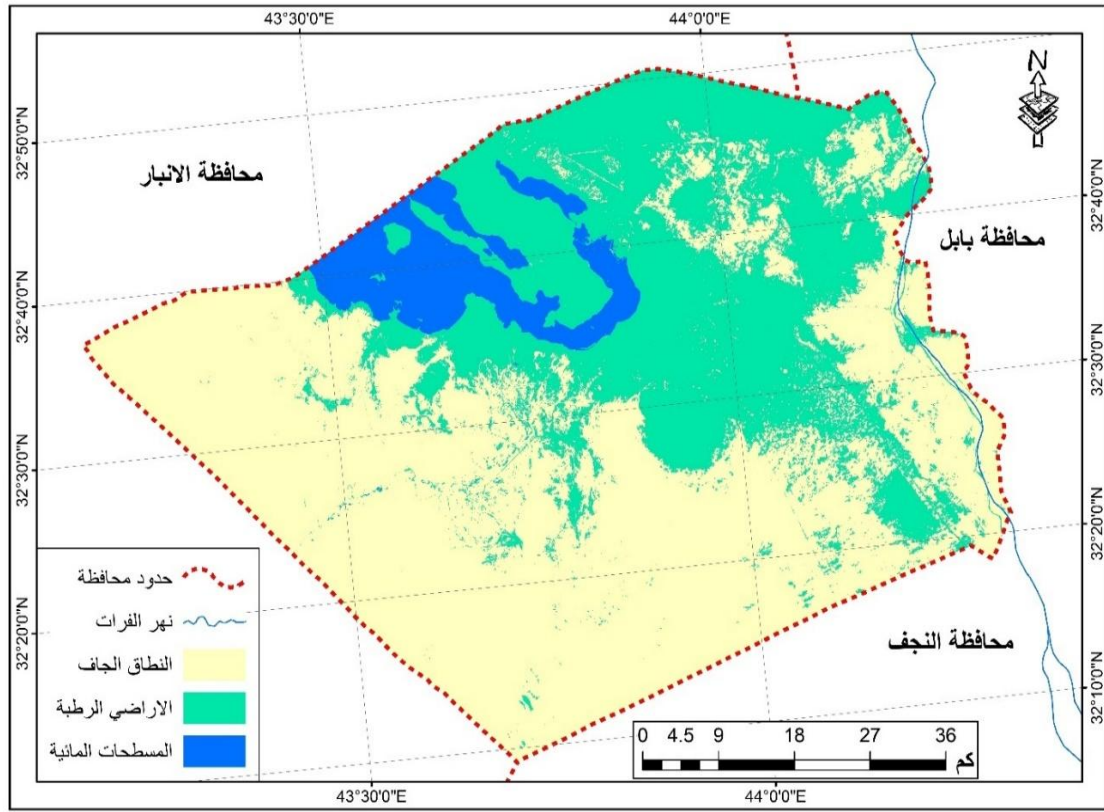 43°30'0"E
44°0'0"E
N
32°50'0"N
32°40'0"N
32°30'0"N
32°20'0"N
32°40'0"N
32°30'0"N
32°20'0"N
32°10'0"N
محافظة الانبار
محافظة بابل
محافظة النجف
حدود محافظة
نهر الفرات
النطاق الجاف
الاراضي الرطبة
المسطحات المائية
0 4.5 9 18 27 36
كم
43°30'0"E
44°0'0"E